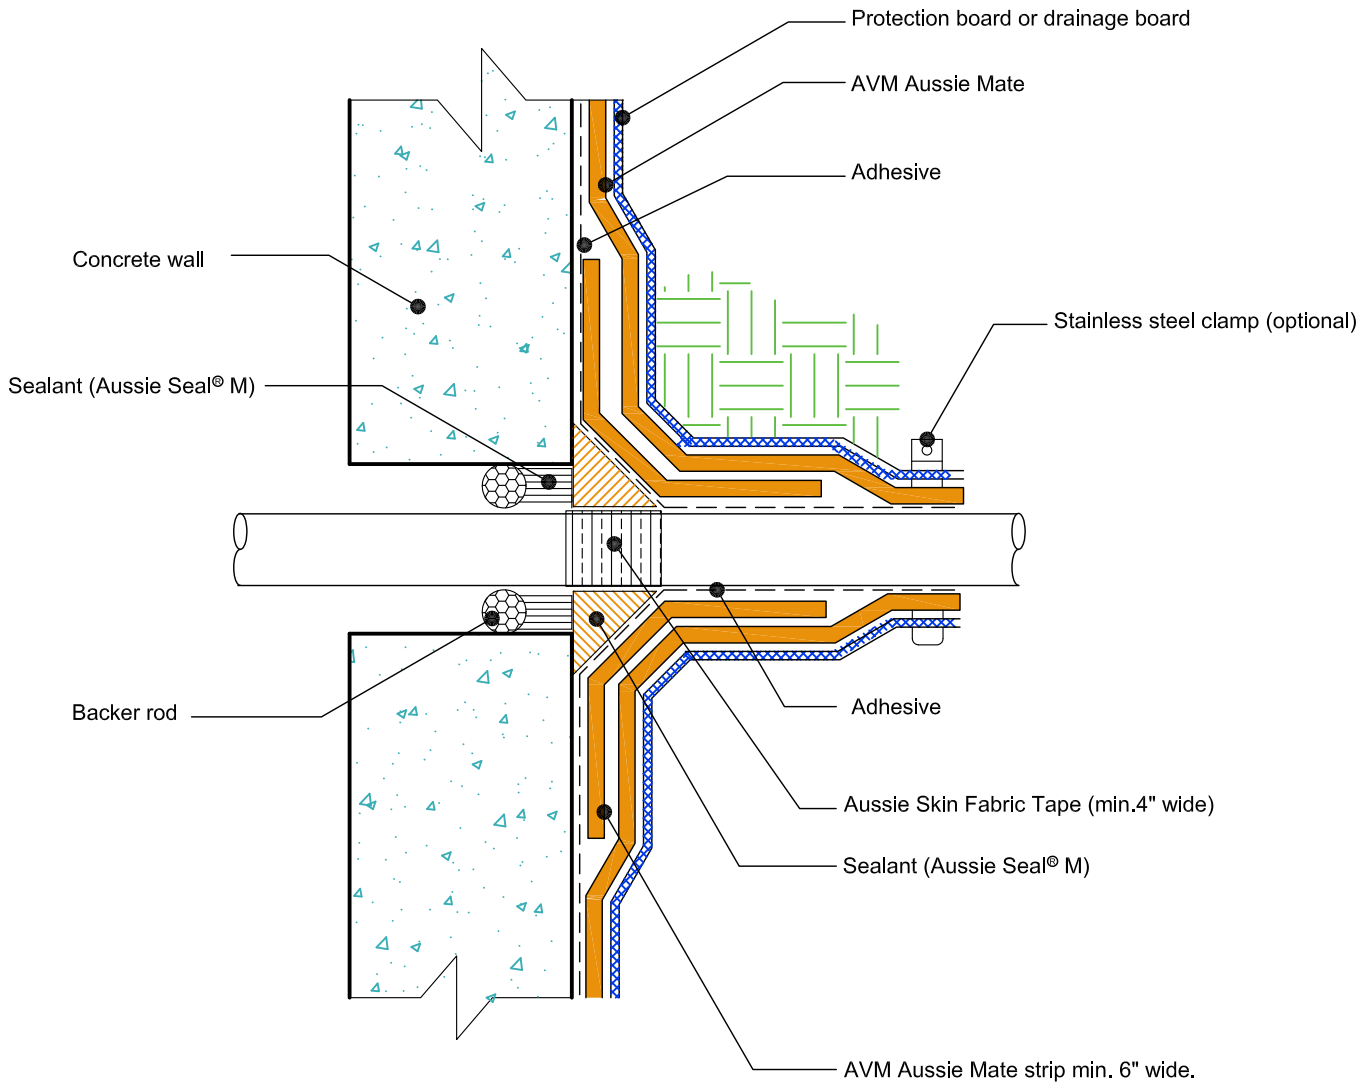 Protection board or drainage board
AVM Aussie Mate
Adhesive
Concrete wall
Stainless steel clamp (optional)
Sealant (Aussie Seal® M)
Backer rod
Adhesive
Aussie Skin Fabric Tape (min.4" wide)
Sealant (Aussie Seal® M)
AVM Aussie Mate strip min. 6" wide.